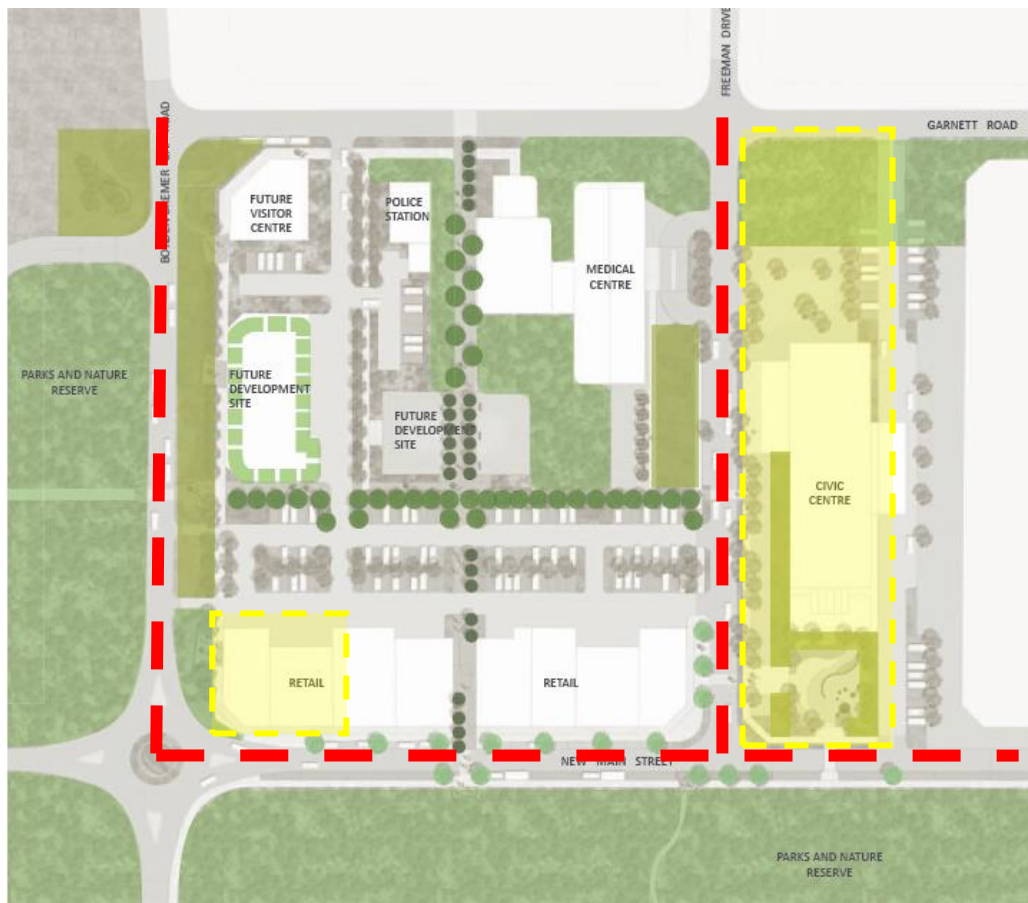 FREEMAN DRIVE
GARNETT ROAD
ROAD
FUTURE
VISITOR
CENTRE
POLICE
STATION
MEDICAL
CENTRE
PARKS AND NATURE
RESERVE
FUTURE
DEVELOPMENT
SITE
FUTURE
DEVELOPMENT
SITE
CIVIC
CENTRE
RETAIL
RETAIL
NEW MAIN STREET
PARKS AND NATURE
RESERVE